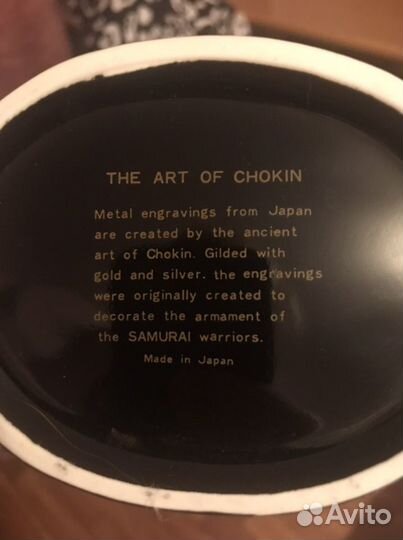 THE ART OF CHOKIN
Metal engravings from Japan
are created by the ancient
art of Chokin. Gilded with
gold and silver. the engravings
were originally created to
decorate the armament of
the SAMURAI warriors.
Made in Japan
Avito